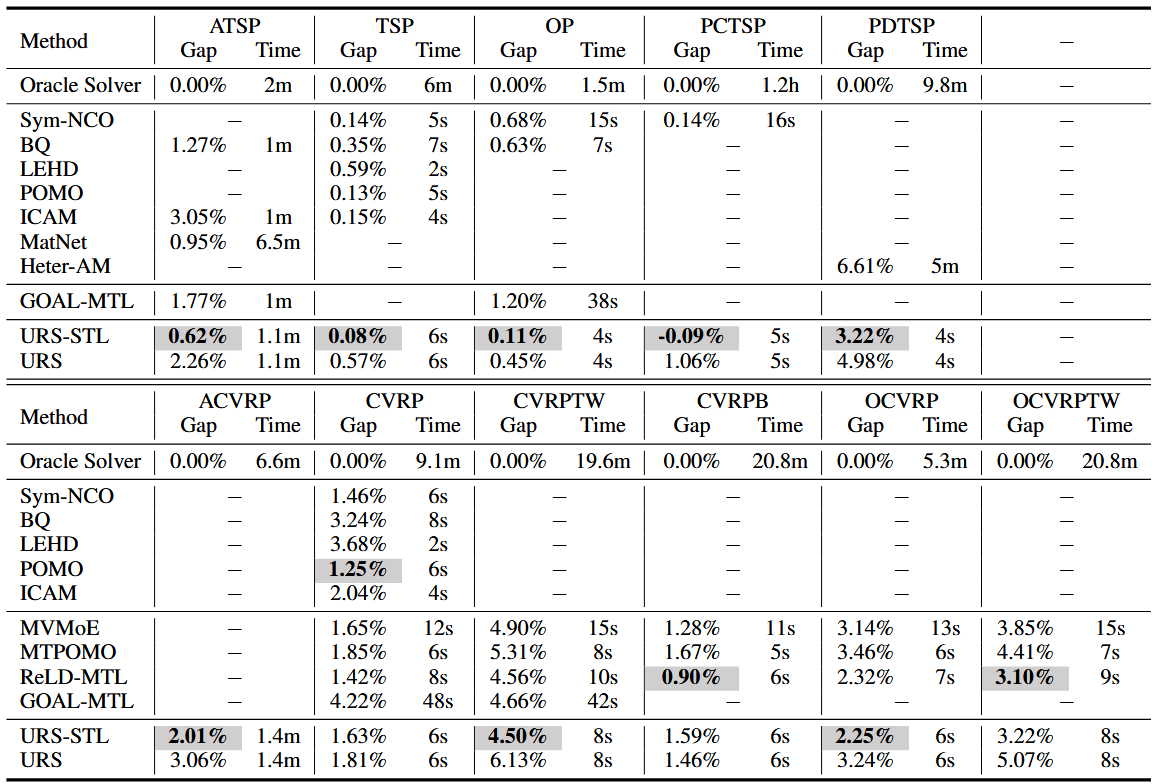 Method ATSP TSP OP PCTSP PDTSP —
Gap Time Gap Time Gap Time Gap Time Gap Time
Oracle Solver 0.00% 2m 0.00% 6m 0.00% 1.5m 0.00% 1.2h 0.00% 9.8m —
Sym-NCO — 0.14% 5s 0.68% 15s 0.14% 16s — —
BQ 1.27% 1m 0.35% 7s 0.63% 7s — — —
LEHD — 0.59% 2s — — — —
POMO — 0.13% 5s — — — —
ICAM 3.05% 1m 0.15% 4s — — — —
MatNet 0.95% 6.5m — — — — —
Heter-AM — — — — 6.61% 5m —
GOAL-MTL 1.77% 1m — 1.20% 38s — — —
URS-STL 0.62% 1.1m 0.08% 6s 0.11% 4s -0.09% 5s 3.22% 4s —
URS 2.26% 1.1m 0.57% 6s 0.45% 4s 1.06% 5s 4.98% 4s —
Method ACVRP CVRP CVRPTW CVRPB OCVRP OCVRPTW
Gap Time Gap Time Gap Time Gap Time Gap Time Gap Time
Oracle Solver 0.00% 6.6m 0.00% 9.1m 0.00% 19.6m 0.00% 20.8m 0.00% 5.3m 0.00% 20.8m
Sym-NCO — 1.46% 6s — — — —
BQ — 3.24% 8s — — — —
LEHD — 3.68% 2s — — — —
POMO — 1.25% 6s — — — —
ICAM — 2.04% 4s — — — —
MVMoE — 1.65% 12s 4.90% 15s 1.28% 11s 3.14% 13s 3.85% 15s
MTPOMO — 1.85% 6s 5.31% 8s 1.67% 5s 3.46% 6s 4.41% 7s
ReLD-MTL — 1.42% 8s 4.56% 10s 0.90% 6s 2.32% 7s 3.10% 9s
GOAL-MTL — 4.22% 48s 4.66% 42s — — —
URS-STL 2.01% 1.4m 1.63% 6s 4.50% 8s 1.59% 6s 2.25% 6s 3.22% 8s
URS 3.06% 1.4m 1.81% 6s 6.13% 8s 1.46% 6s 3.24% 6s 5.07% 8s